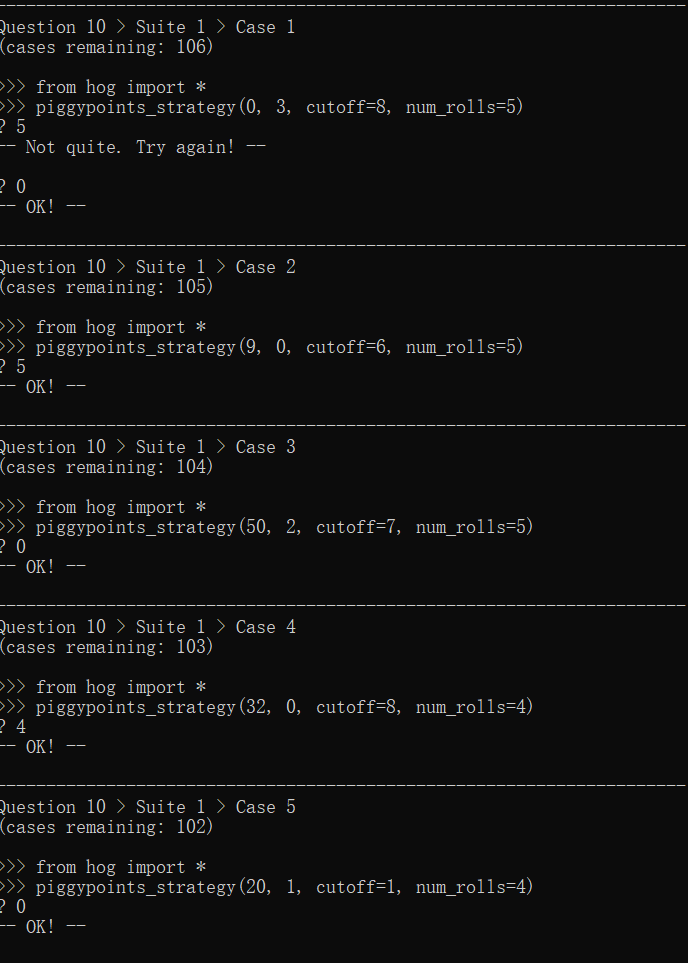 ---------------------------------------------------------------------
Question 10 > Suite 1 > Case 1
(cases remaining: 106)
>>> from hog import *
>>> piggypoints_strategy(0, 3, cutoff=8, num_rolls=5)
? 5
-- Not quite. Try again! --
? 0
-- OK! --
---------------------------------------------------------------------
Question 10 > Suite 1 > Case 2
(cases remaining: 105)
>>> from hog import *
>>> piggypoints_strategy(9, 0, cutoff=6, num_rolls=5)
? 5
-- OK! --
---------------------------------------------------------------------
Question 10 > Suite 1 > Case 3
(cases remaining: 104)
>>> from hog import *
>>> piggypoints_strategy(50, 2, cutoff=7, num_rolls=5)
? 0
-- OK! --
---------------------------------------------------------------------
Question 10 > Suite 1 > Case 4
(cases remaining: 103)
>>> from hog import *
>>> piggypoints_strategy(32, 0, cutoff=8, num_rolls=4)
? 4
-- OK! --
---------------------------------------------------------------------
Question 10 > Suite 1 > Case 5
(cases remaining: 102)
>>> from hog import *
>>> piggypoints_strategy(20, 1, cutoff=1, num_rolls=4)
? 0
-- OK! --